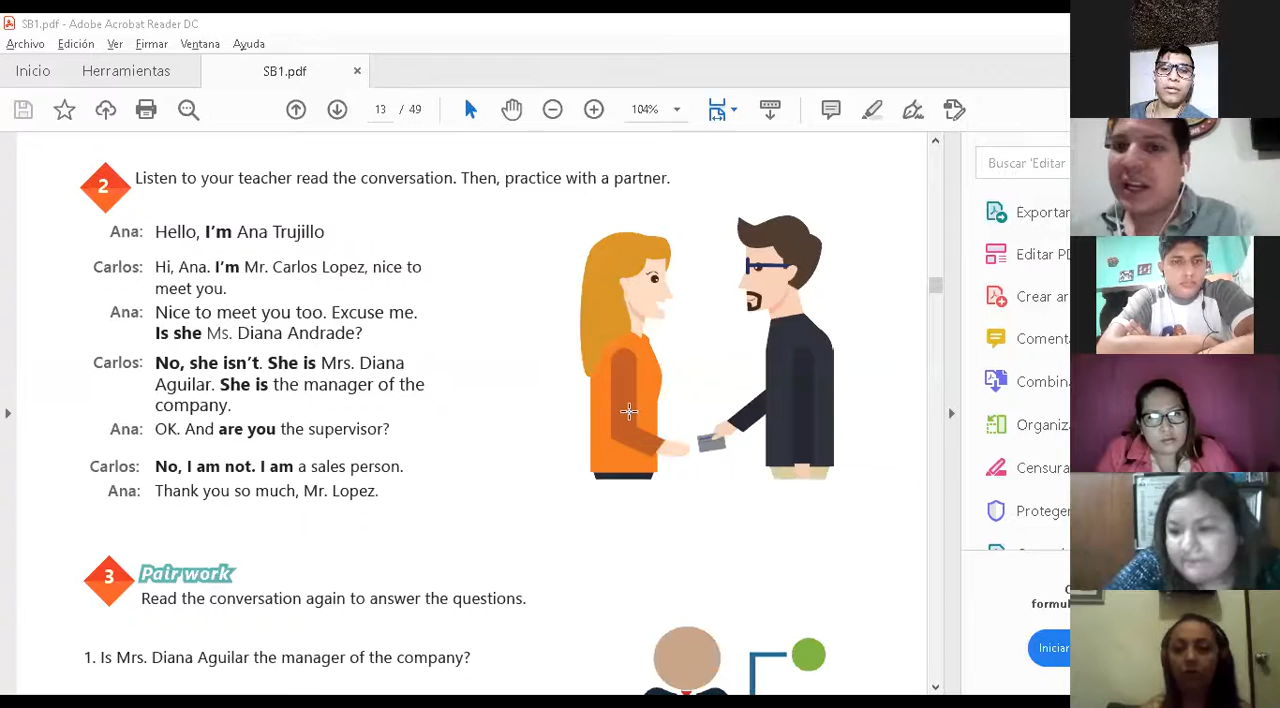 SB1.pdf - Adobe Acrobat Reader DC
Archivo Edición Ver Firmar Ventana Ayuda
Inicio Herramientas SB1.pdf ×
13 / 49 104%
2 Listen to your teacher read the conversation. Then, practice with a partner.
Ana: Hello, I'm Ana Trujillo
Carlos: Hi, Ana. I'm Mr. Carlos Lopez, nice to
meet you.
Ana: Nice to meet you too. Excuse me.
Is she Ms. Diana Andrade?
Carlos: No, she isn't. She is Mrs. Diana
Aguilar. She is the manager of the
company.
Ana: OK. And are you the supervisor?
Carlos: No, I am not. I am a sales person.
Ana: Thank you so much, Mr. Lopez.
3 Pair work
Read the conversation again to answer the questions.
1. Is Mrs. Diana Aguilar the manager of the company?
Buscar 'Editar
Exportar
Editar PD
Crear ar
Comenta
Combin
Organiza
Censura
Proteger
formu
Iniciar